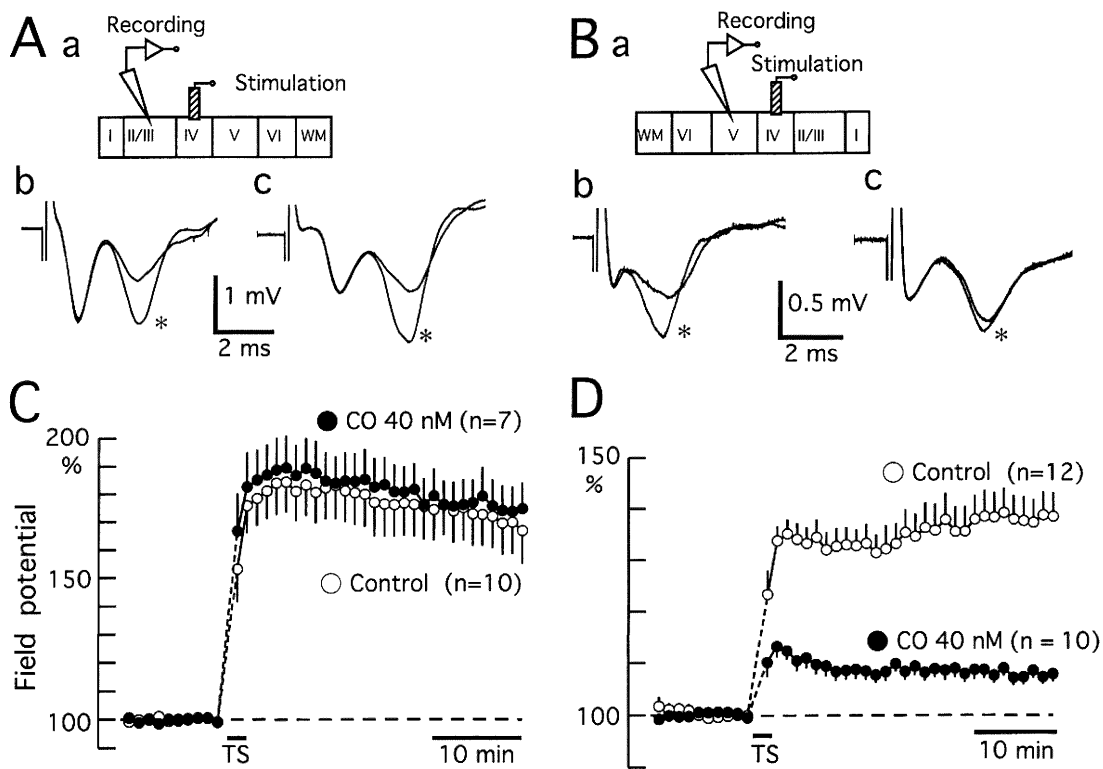 A a
Recording
Stimulation
I II/III IV V VI WM
b
c
*
*
1 mV
2 ms
B a
Recording
Stimulation
WM VI V IV II/III I
b
c
*
*
0.5 mV
2 ms
C
Field potential
200
%
150
100
CO 40 nM (n=7)
Control (n=10)
TS
10 min
D
150
%
100
Control (n=12)
CO 40 nM (n = 10)
TS
10 min